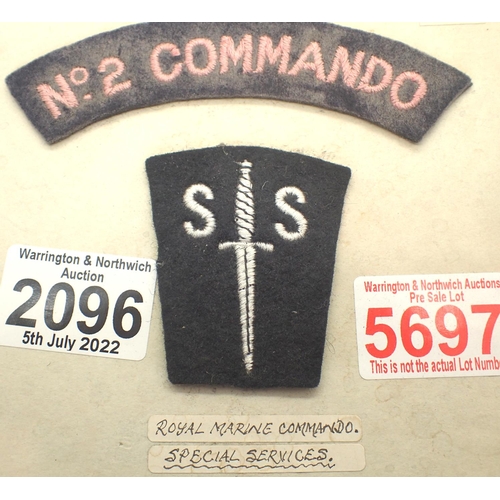 Nº.2 COMMANDO
S S
Warrington & Northwich
Auction
2096
5th July 2022
Warrington & Northwich Auctions
Pre Sale Lot
5697
This is not the actual Lot Numbe
ROYAL MARINE COMMANDO.
SPECIAL SERVICES.